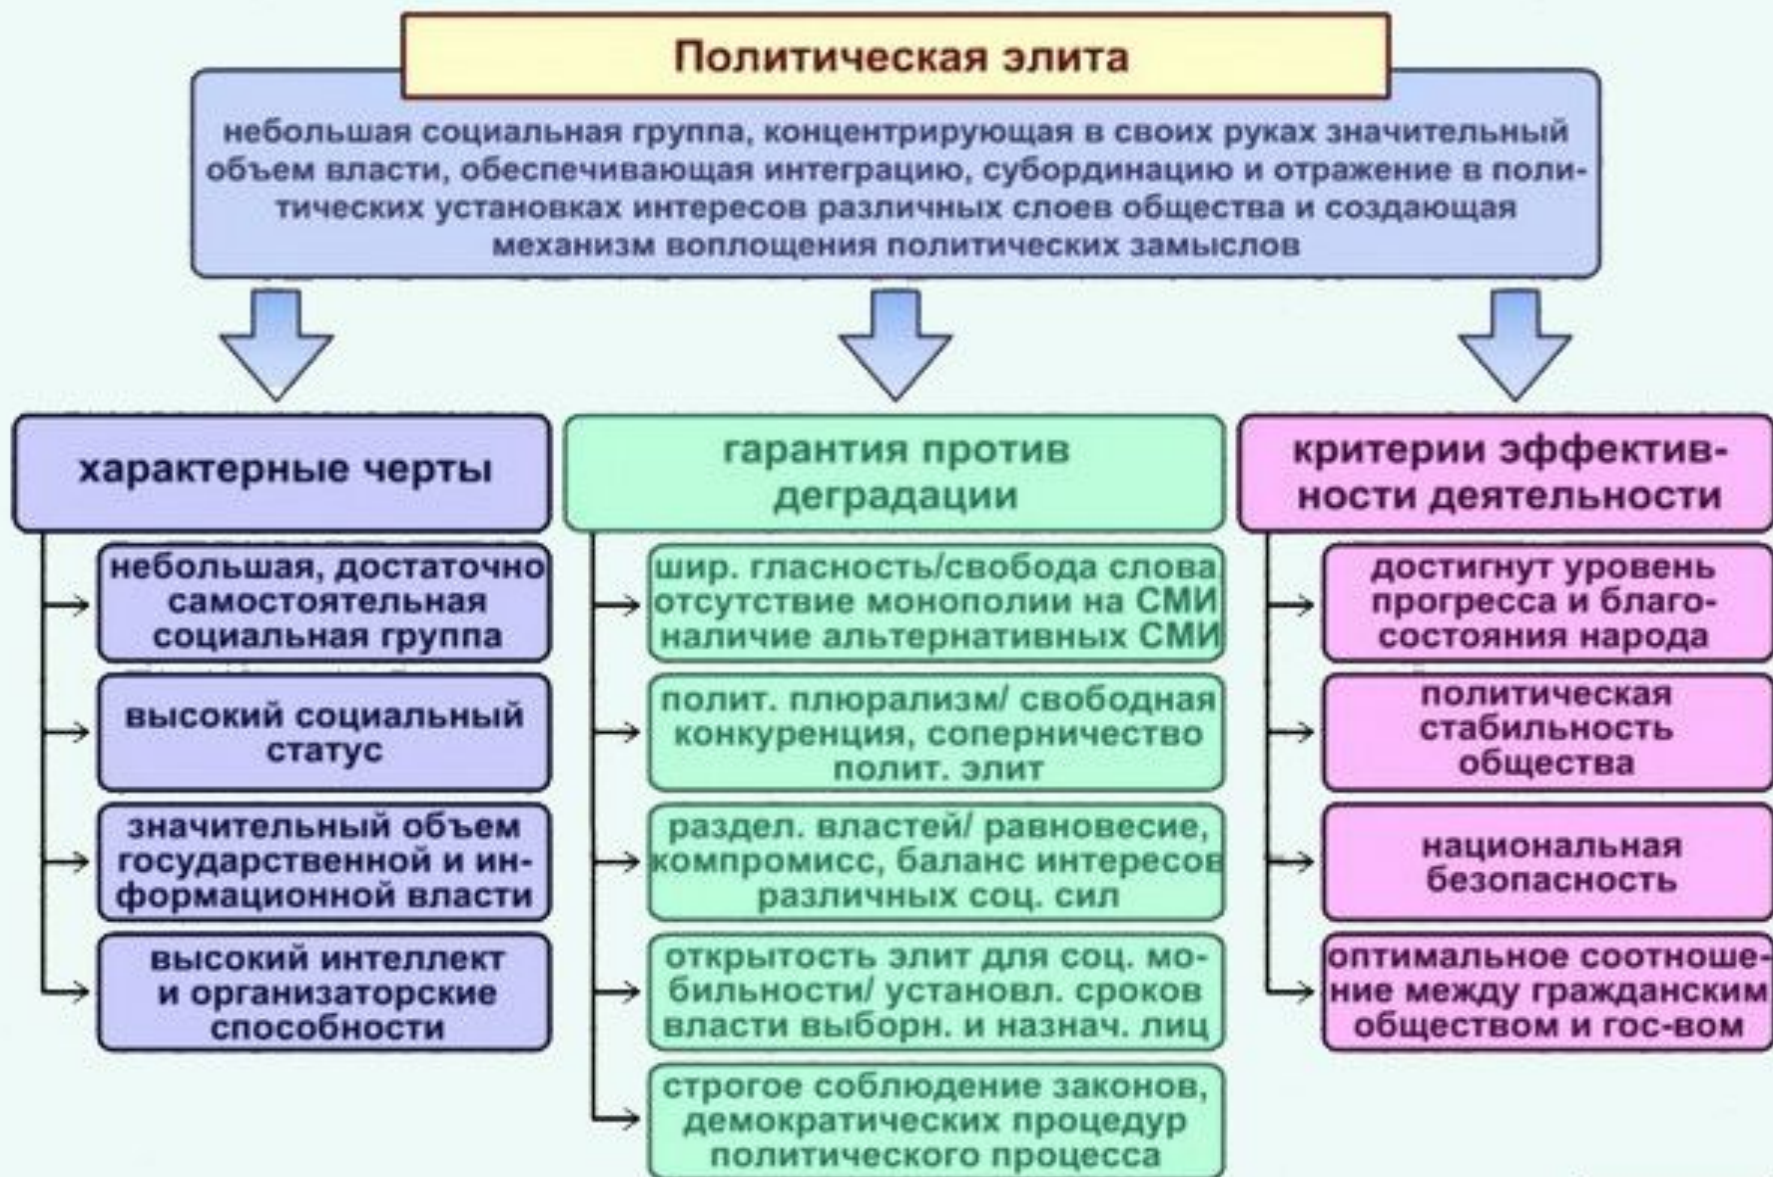 Политическая элита
небольшая социальная группа, концентрирующая в своих руках значительный
объем власти, обеспечивающая интеграцию, субординацию и отражение в поли-
тических установках интересов различных слоев общества и создающая
механизм воплощения политических замыслов
характерные черты
небольшая, достаточно
самостоятельная
социальная группа
высокий социальный
статус
значительный объем
государственной и ин-
формационной власти
высокий интеллект
и организаторские
способности
гарантия против
деградации
шир. гласность/свобода слова,
отсутствие монополии на СМИ
наличие альтернативных СМИ
полит. плюрализм/ свободная
конкуренция, соперничество
полит. элит
раздел. властей/ равновесие,
компромисс, баланс интересов
различных соц. сил
открытость элит для соц. мо-
бильности/ установл. сроков
власти выборн. и назнач. лиц
строгое соблюдение законов,
демократических процедур
политического процесса
критерии эффектив-
ности деятельности
достигнут уровень
прогресса и благо-
состояния народа
политическая
стабильность
общества
национальная
безопасность
оптимальное соотноше-
ние между гражданским
обществом и гос-вом